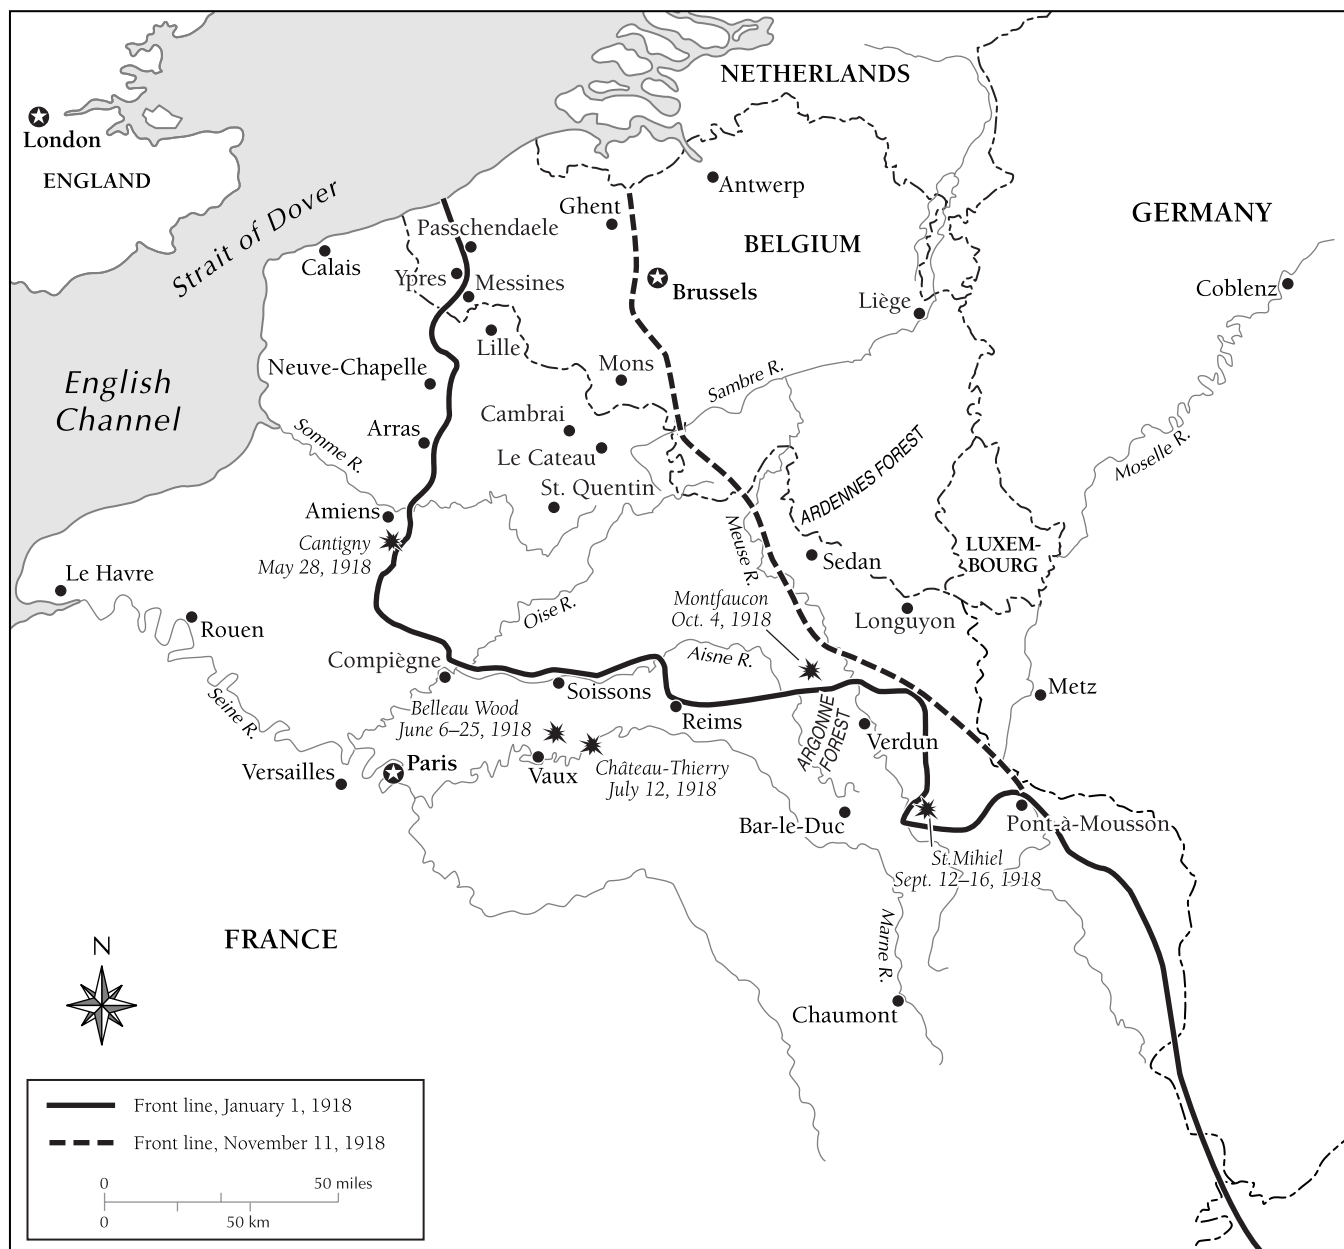 NETHERLANDS
London
ENGLAND
Strait of Dover
Antwerp
Ghent
GERMANY
Passchendaele
BELGIUM
Calais
Ypres
Messines
Brussels
Coblenz
Liège
Lille
Neuve-Chapelle
Mons
Sambre R.
English
Channel
Cambrai
Arras
Somme R.
Le Cateau
Moselle R.
ARDENNES FOREST
St. Quentin
Amiens
Meuse R.
Cantigny
May 28, 1918
LUXEM-
BOURG
Sedan
Le Havre
Oise R.
Montfaucon
Oct. 4, 1918
Longuyon
Rouen
Compiègne
Aisne R.
Soissons
Metz
Seine R.
Belleau Wood
June 6–25, 1918
Reims
ARGONNE
FOREST
Verdun
Versailles
Paris
Vaux
Château-Thierry
July 12, 1918
Bar-le-Duc
Pont-à-Mousson
St.Mihiel
Sept. 12–16, 1918
FRANCE
N
Marne R.
Chaumont
Front line, January 1, 1918
Front line, November 11, 1918
0 50 miles
0 50 km